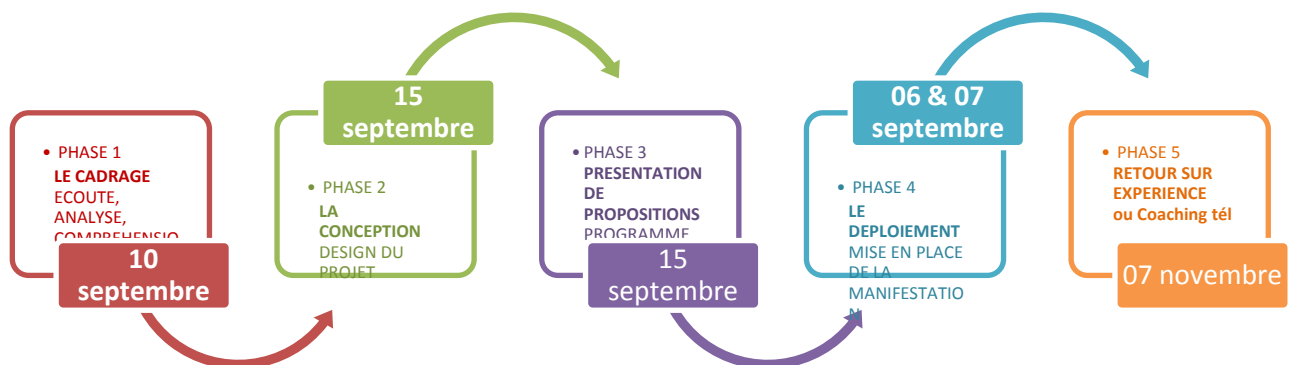 • PHASE 1
LE CADRAGE
ECOUTE,
ANALYSE,
COMPREHENSIO
10
septembre
15
septembre
• PHASE 2
LA
CONCEPTION
DESIGN DU
PROJET
• PHASE 3
PRESENTATION
DE
PROPOSITIONS
PROGRAMME
15
septembre
06 & 07
septembre
• PHASE 4
LE
DEPLOIEMENT
MISE EN PLACE
DE LA
MANIFESTATIO
N
• PHASE 5
RETOUR SUR
EXPERIENCE
ou Coaching tél
07 novembre